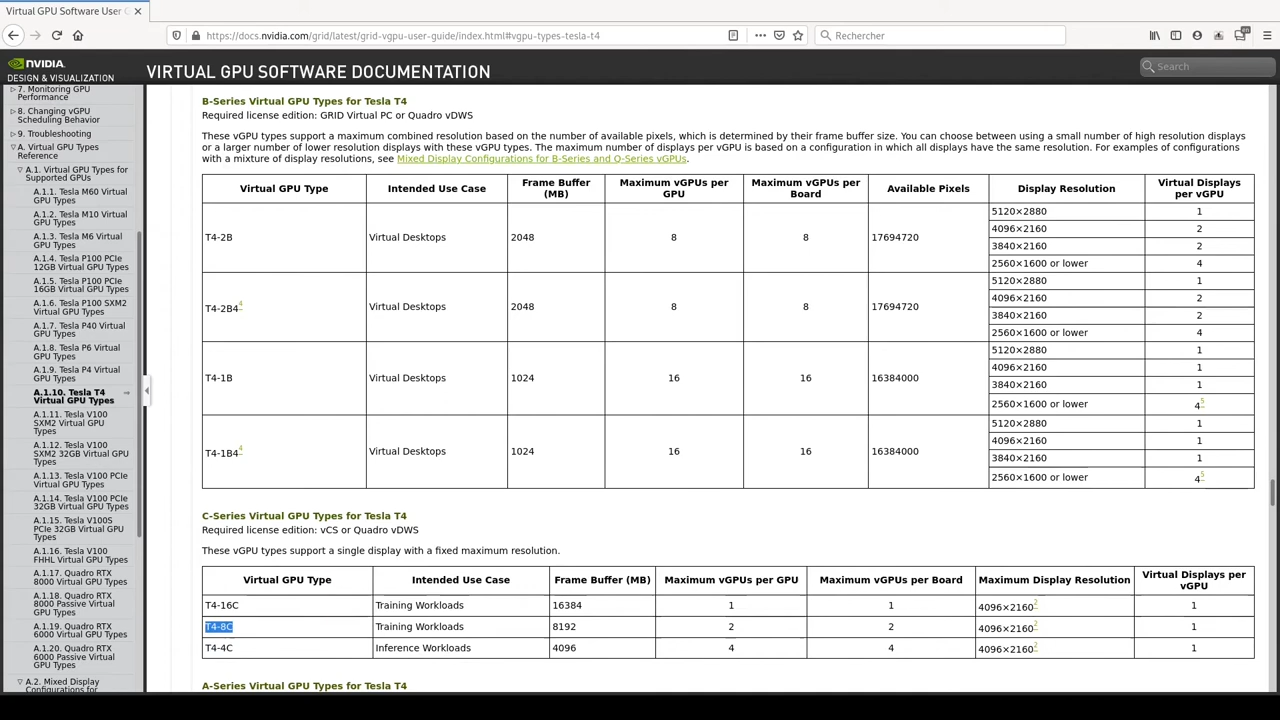 Virtual GPU Software User G
https://docs.nvidia.com/grid/latest/grid-vgpu-user-guide/index.html#vgpu-types-tesla-t4
Rechercher
NVIDIA.
DESIGN & VISUALIZATION
VIRTUAL GPU SOFTWARE DOCUMENTATION
Search
7. Monitoring GPU
Performance
8. Changing vGPU
Scheduling Behavior
9. Troubleshooting
A. Virtual GPU Types
Reference
A.1. Virtual GPU Types for
Supported GPUs
A.1.1. Tesla M60 Virtual
GPU Types
A.1.2. Tesla M10 Virtual
GPU Types
A.1.3. Tesla M6 Virtual
GPU Types
A.1.4. Tesla P100 PCIe
12GB Virtual GPU Types
A.1.5. Tesla P100 PCIe
16GB Virtual GPU Types
A.1.6. Tesla P100 SXM2
Virtual GPU Types
A.1.7. Tesla P40 Virtual
GPU Types
A.1.8. Tesla P6 Virtual
GPU Types
A.1.9. Tesla P4 Virtual
GPU Types
A.1.10. Tesla T4
Virtual GPU Types
A.1.11. Tesla V100
SXM2 Virtual GPU
Types
A.1.12. Tesla V100
SXM2 32GB Virtual GPU
Types
A.1.13. Tesla V100 PCIe
Virtual GPU Types
A.1.14. Tesla V100 PCIe
32GB Virtual GPU Types
A.1.15. Tesla V100S
PCIe 32GB Virtual GPU
Types
A.1.16. Tesla V100
FHHL Virtual GPU Types
A.1.17. Quadro RTX
8000 Virtual GPU Types
A.1.18. Quadro RTX
8000 Passive Virtual
GPU Types
A.1.19. Quadro RTX
6000 Virtual GPU Types
A.1.20. Quadro RTX
6000 Passive Virtual
GPU Types
A.2. Mixed Display
Configurations for
B-Series Virtual GPU Types for Tesla T4
Required license edition: GRID Virtual PC or Quadro vDWS
These vGPU types support a maximum combined resolution based on the number of available pixels, which is determined by their frame buffer size. You can choose between using a small number of high resolution displays
or a larger number of lower resolution displays with these vGPU types. The maximum number of displays per vGPU is based on a configuration in which all displays have the same resolution. For examples of configurations
with a mixture of display resolutions, see Mixed Display Configurations for B-Series and Q-Series vGPUs.
Virtual GPU Type Intended Use Case Frame Buffer (MB) Maximum vGPUs per GPU Maximum vGPUs per Board Available Pixels Display Resolution Virtual Displays per vGPU
T4-2B Virtual Desktops 2048 8 8 17694720
5120×2880 1
4096×2160 2
3840×2160 2
2560×1600 or lower 4
T4-2B4 4 Virtual Desktops 2048 8 8 17694720
5120×2880 1
4096×2160 2
3840×2160 2
2560×1600 or lower 4
T4-1B Virtual Desktops 1024 16 16 16384000
5120×2880 1
4096×2160 1
3840×2160 1
2560×1600 or lower 4 5
T4-1B4 4 Virtual Desktops 1024 16 16 16384000
5120×2880 1
4096×2160 1
3840×2160 1
2560×1600 or lower 4 5
C-Series Virtual GPU Types for Tesla T4
Required license edition: vCS or Quadro vDWS
These vGPU types support a single display with a fixed maximum resolution.
Virtual GPU Type Intended Use Case Frame Buffer (MB) Maximum vGPUs per GPU Maximum vGPUs per Board Maximum Display Resolution Virtual Displays per vGPU
T4-16C Training Workloads 16384 1 1 4096×2160 2 1
T4-8C Training Workloads 8192 2 2 4096×2160 2 1
T4-4C Inference Workloads 4096 4 4 4096×2160 2 1
A-Series Virtual GPU Types for Tesla T4